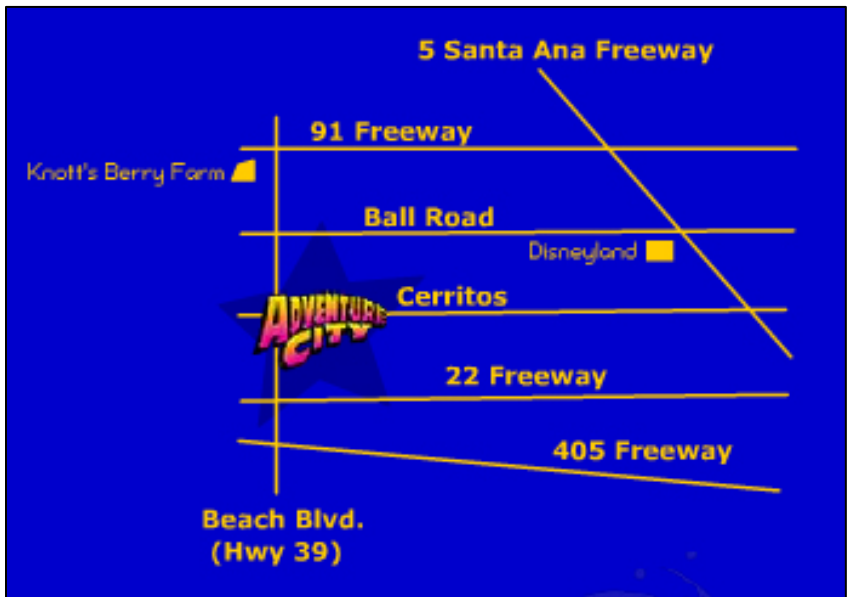 5 Santa Ana Freeway
91 Freeway
Knott's Berry Farm
Ball Road
Disneyland
Cerritos
ADVENTURE
CITY
22 Freeway
405 Freeway
Beach Blvd.
(Hwy 39)